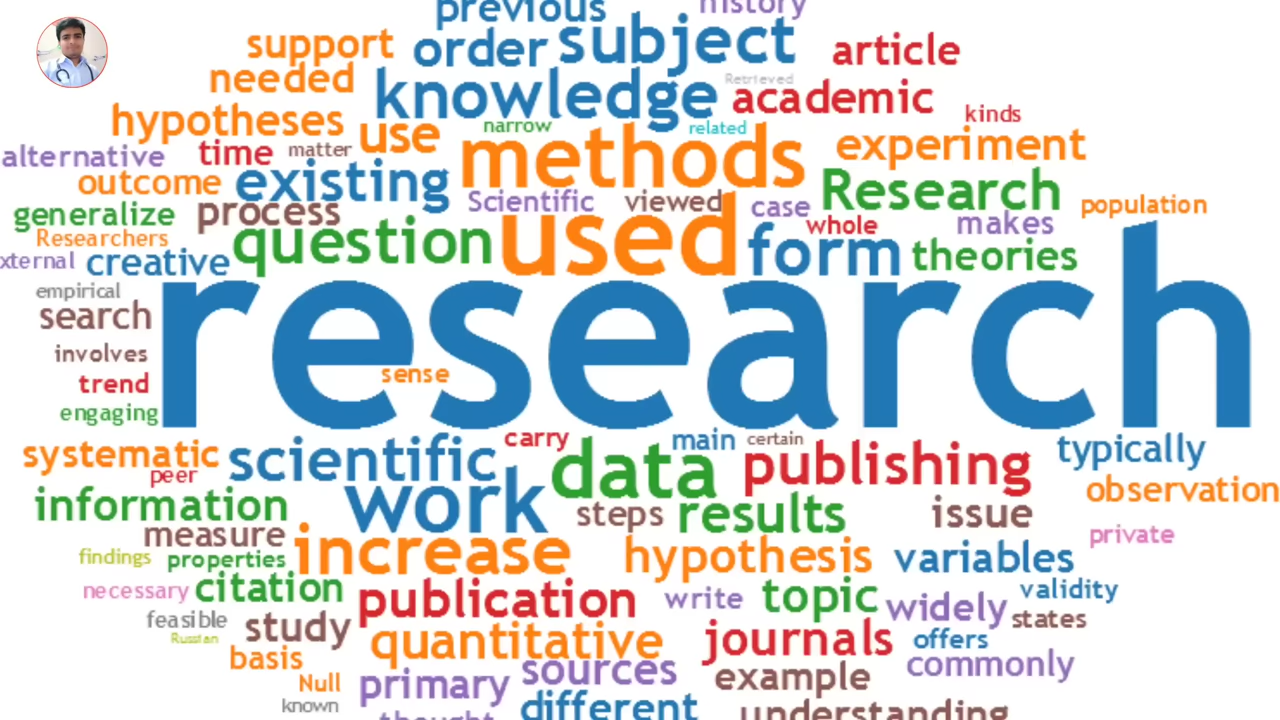 previous
history
support
order
subject
article
needed
knowledge
Retrieved
academic
kinds
hypotheses
use
narrow
related
methods
experiment
alternative
time
matter
outcome
existing
Scientific
viewed
case
Research
population
generalize
process
whole
makes
Researchers
question
used
form
theories
xternal
creative
empirical
research
search
involves
sense
trend
engaging
systematic
scientific
carry
main
certain
typically
peer
data
publishing
observation
information
work
steps
results
issue
measure
private
findings
properties
increase
hypothesis
variables
necessary
citation
publication
write
topic
widely
validity
feasible
study
states
Russian
quantitative
journals
offers
basis
sources
commonly
Null
primary
example
known
thought
different
understanding